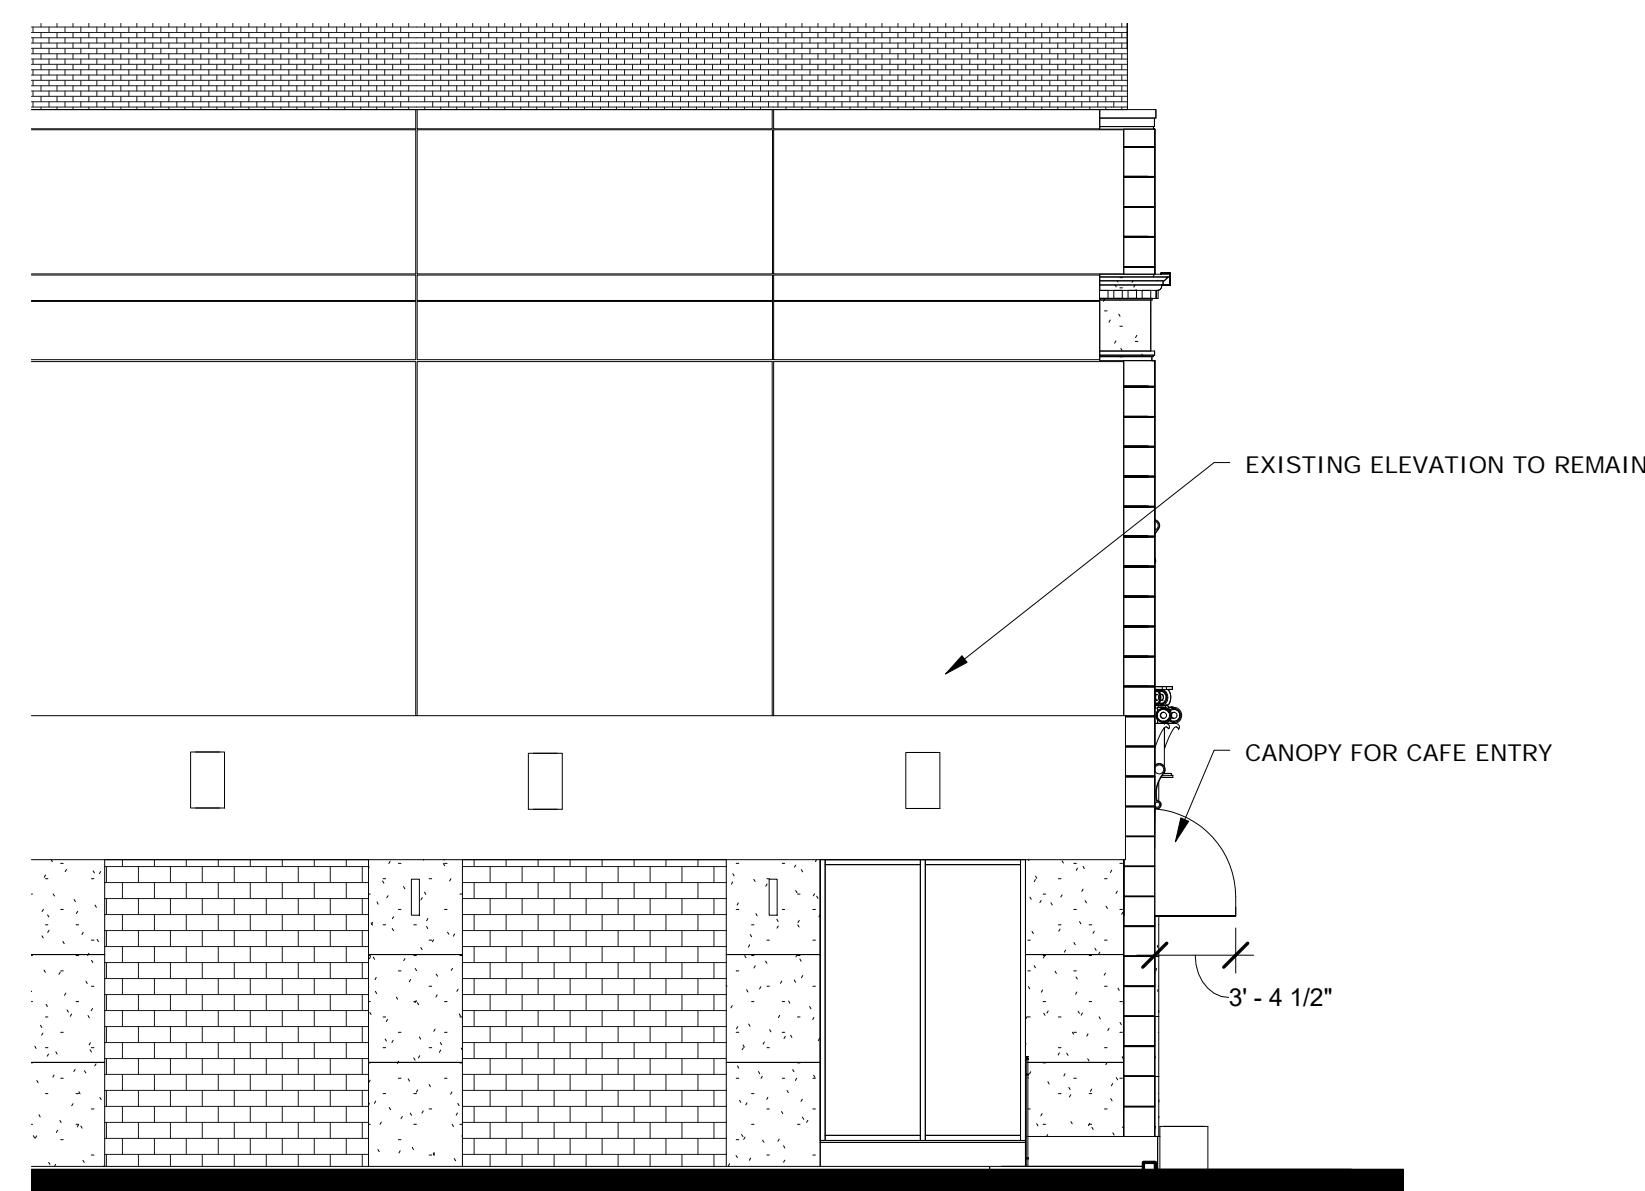 EXISTING ELEVATION TO REMAIN
CANOPY FOR CAFE ENTRY
3' - 4 1/2"